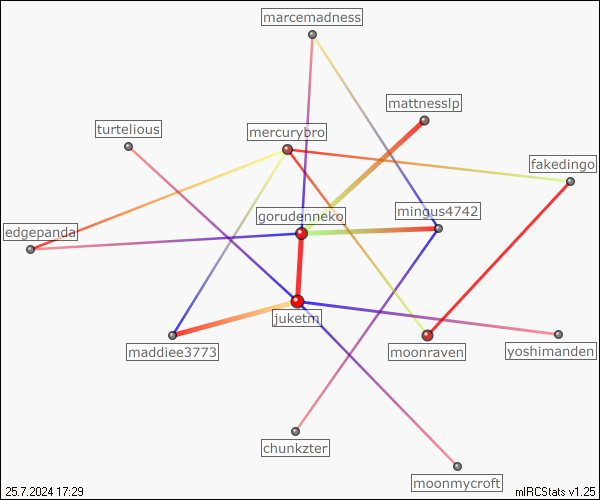 marcemadness
mattnesslp
turtelious
mercurybro
fakedingo
mingus4742
gorudenneko
edgepanda
juketm
maddiee3773
moonraven
yoshimanden
chunkzter
moonmycroft
25.7.2024 17:29
mIRCStats v1.25